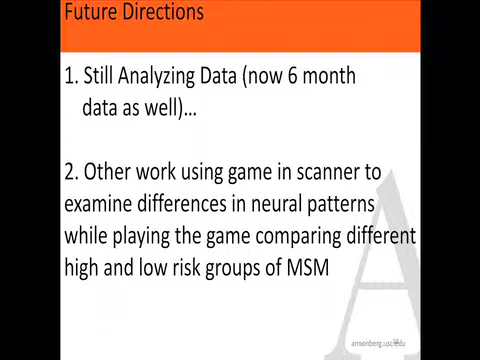 Future Directions
1. Still Analyzing Data (now 6 month
data as well)…
2. Other work using game in scanner to
examine differences in neural patterns
while playing the game comparing different
high and low risk groups of MSM
annenberg.usc.edu